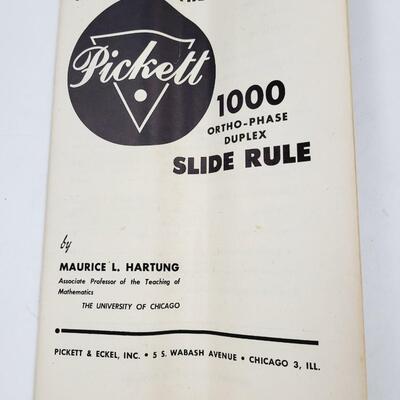 THE
Pickett
1000
ORTHO-PHASE
DUPLEX
SLIDE RULE
by
MAURICE L. HARTUNG
Associate Professor of the Teaching of
Mathematics
THE UNIVERSITY OF CHICAGO
PICKETT & ECKEL, INC. • 5 S. WABASH AVENUE • CHICAGO 3, ILL.